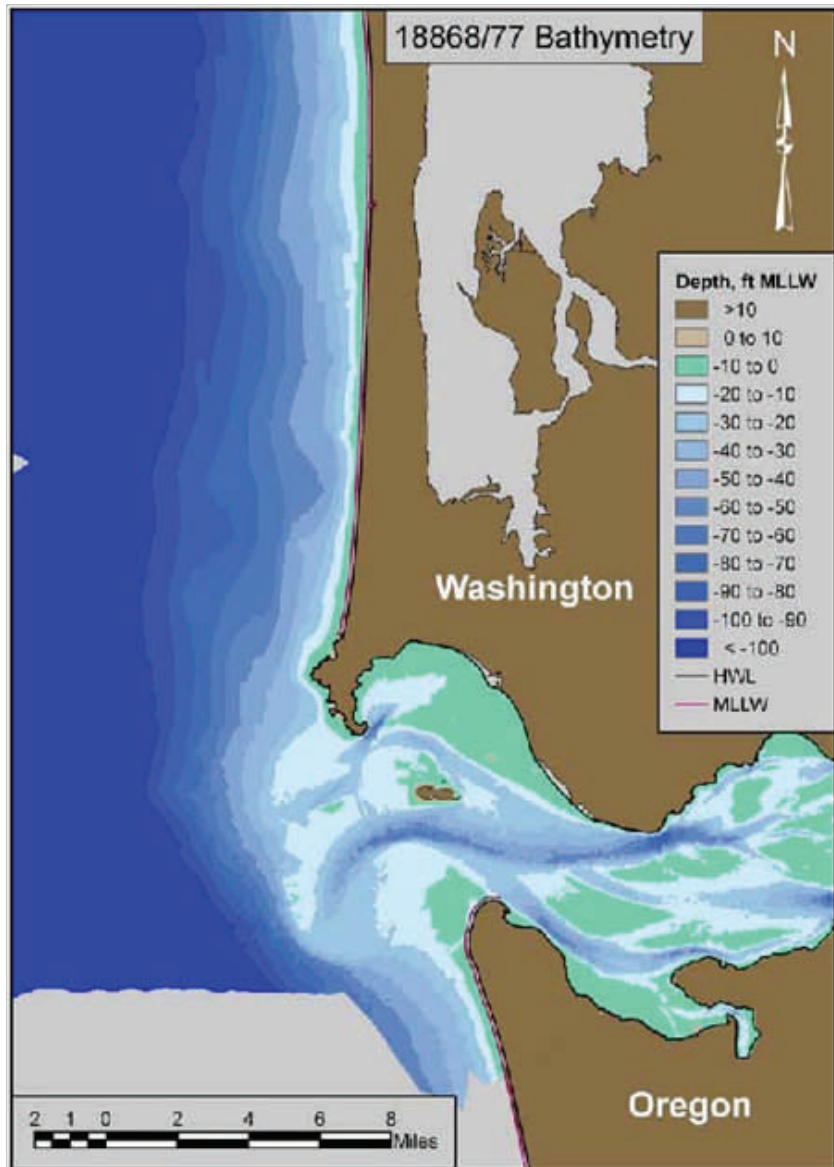 18868/77 Bathymetry
N
Depth, ft MLLW
>10
0 to 10
-10 to 0
-20 to -10
-30 to -20
-40 to -30
-50 to -40
-60 to -50
-70 to -60
-80 to -70
-90 to -80
-100 to -90
< -100
HWL
MLLW
Washington
Oregon
2 1 0 2 4 6 8
Miles